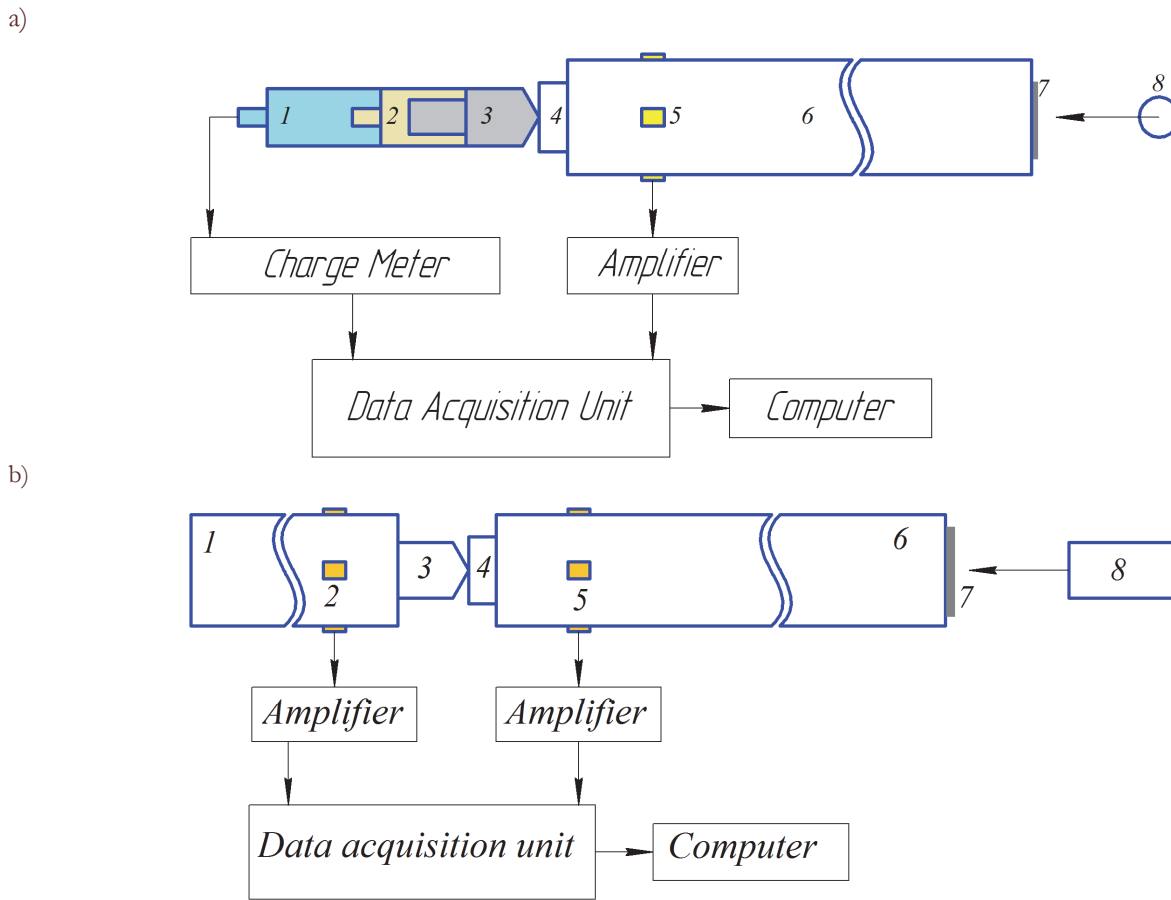 a)
1 2 3 4 5 6 7 8
Charge Meter Amplifier
Data Acquisition Unit Computer
b)
1 2 3 4 5 6 7 8
Amplifier Amplifier
Data acquisition unit Computer